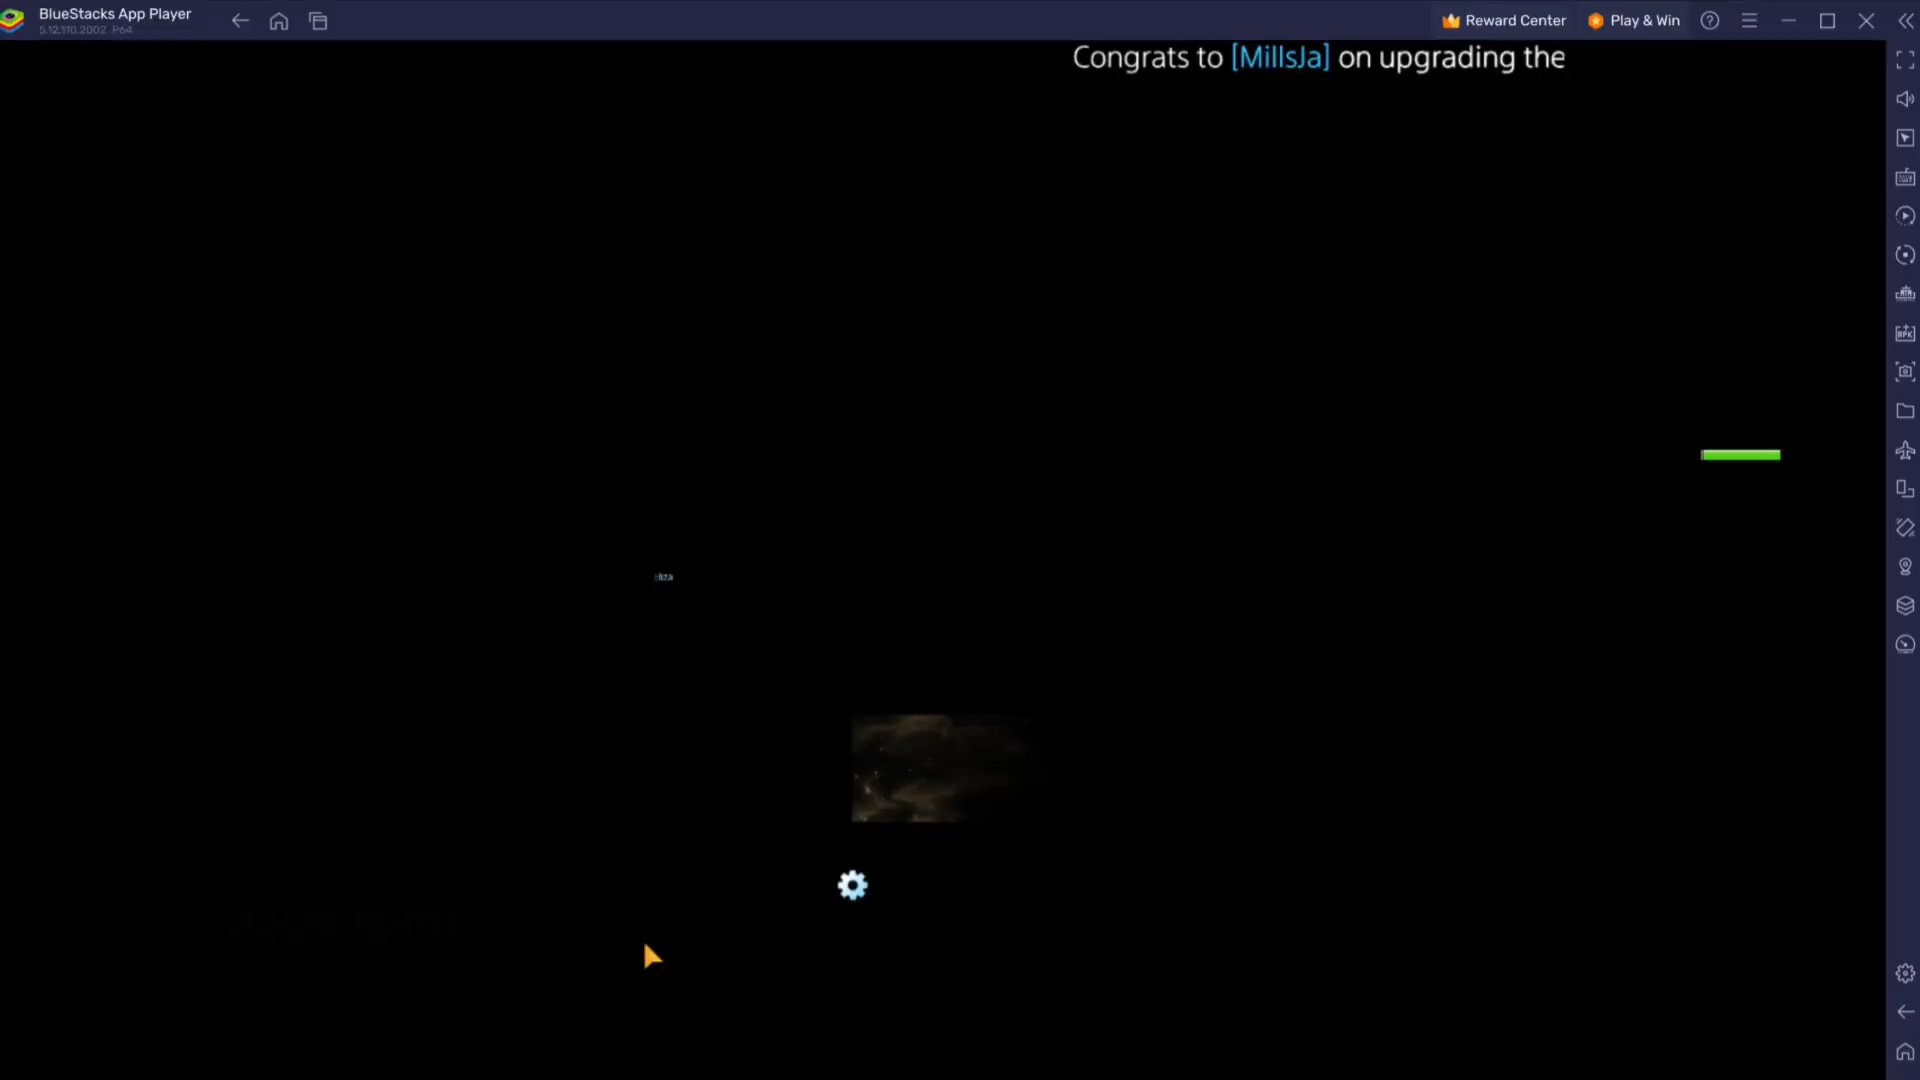 BlueStacks App Player
5.12.110.2002 P64
Reward Center
Play & Win
Congrats to [MillsJa] on upgrading the